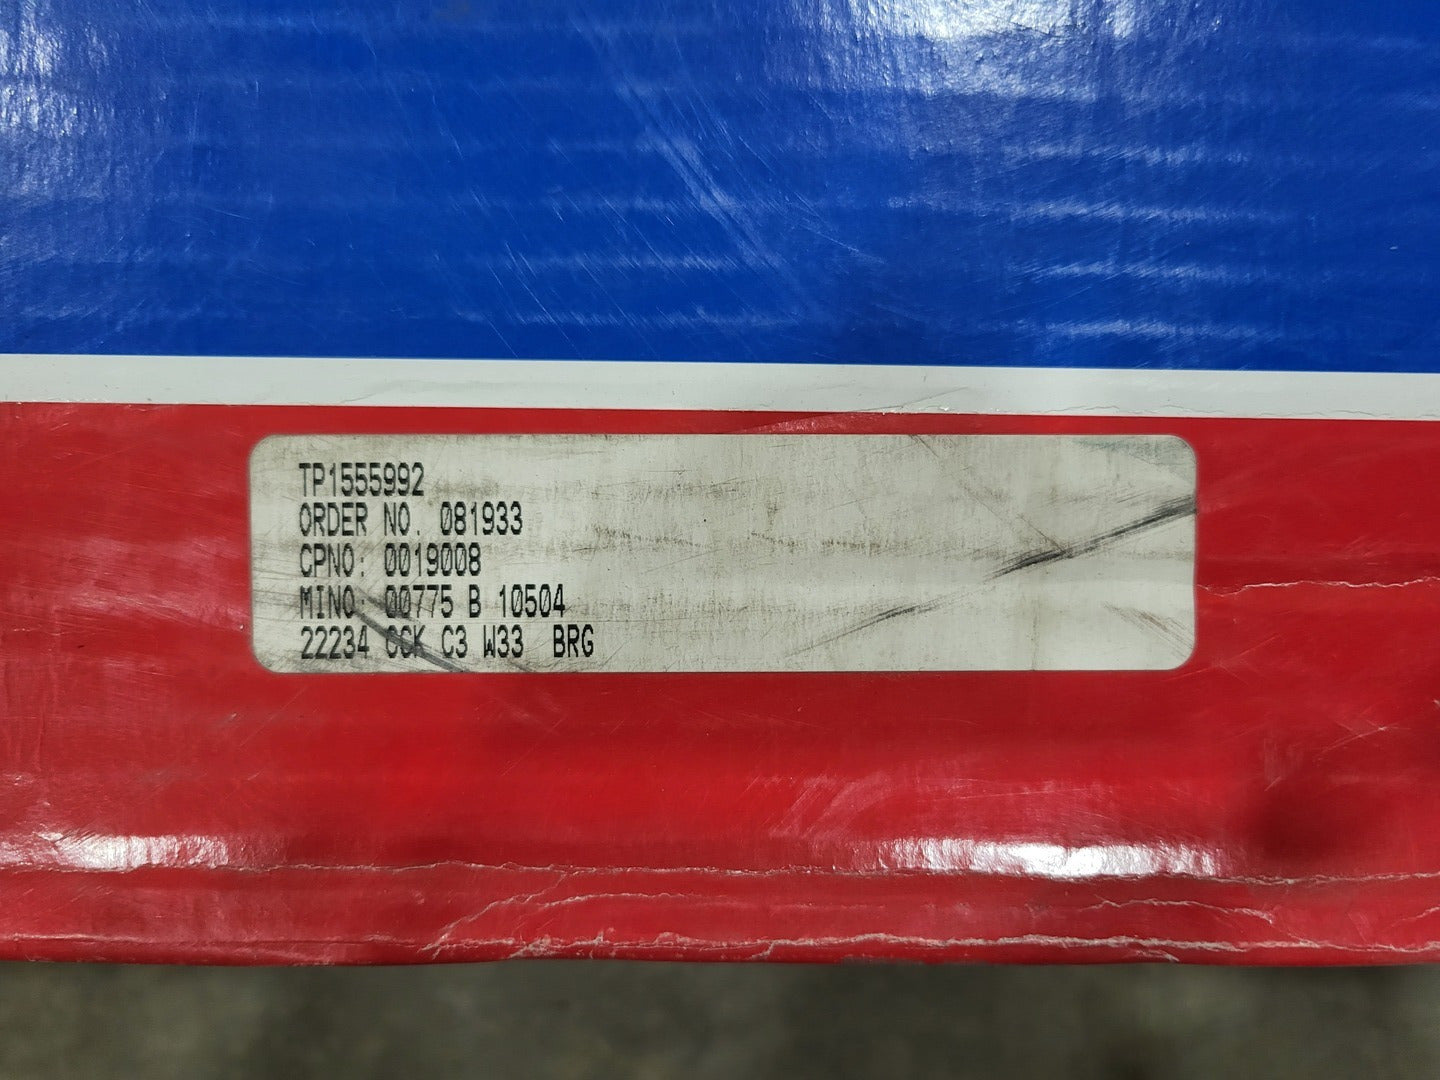 TP1555992
ORDER NO. 081933
CPNO: 0019008
MINO: 00775 B 10504
22234 CCK C3 W33 BRG